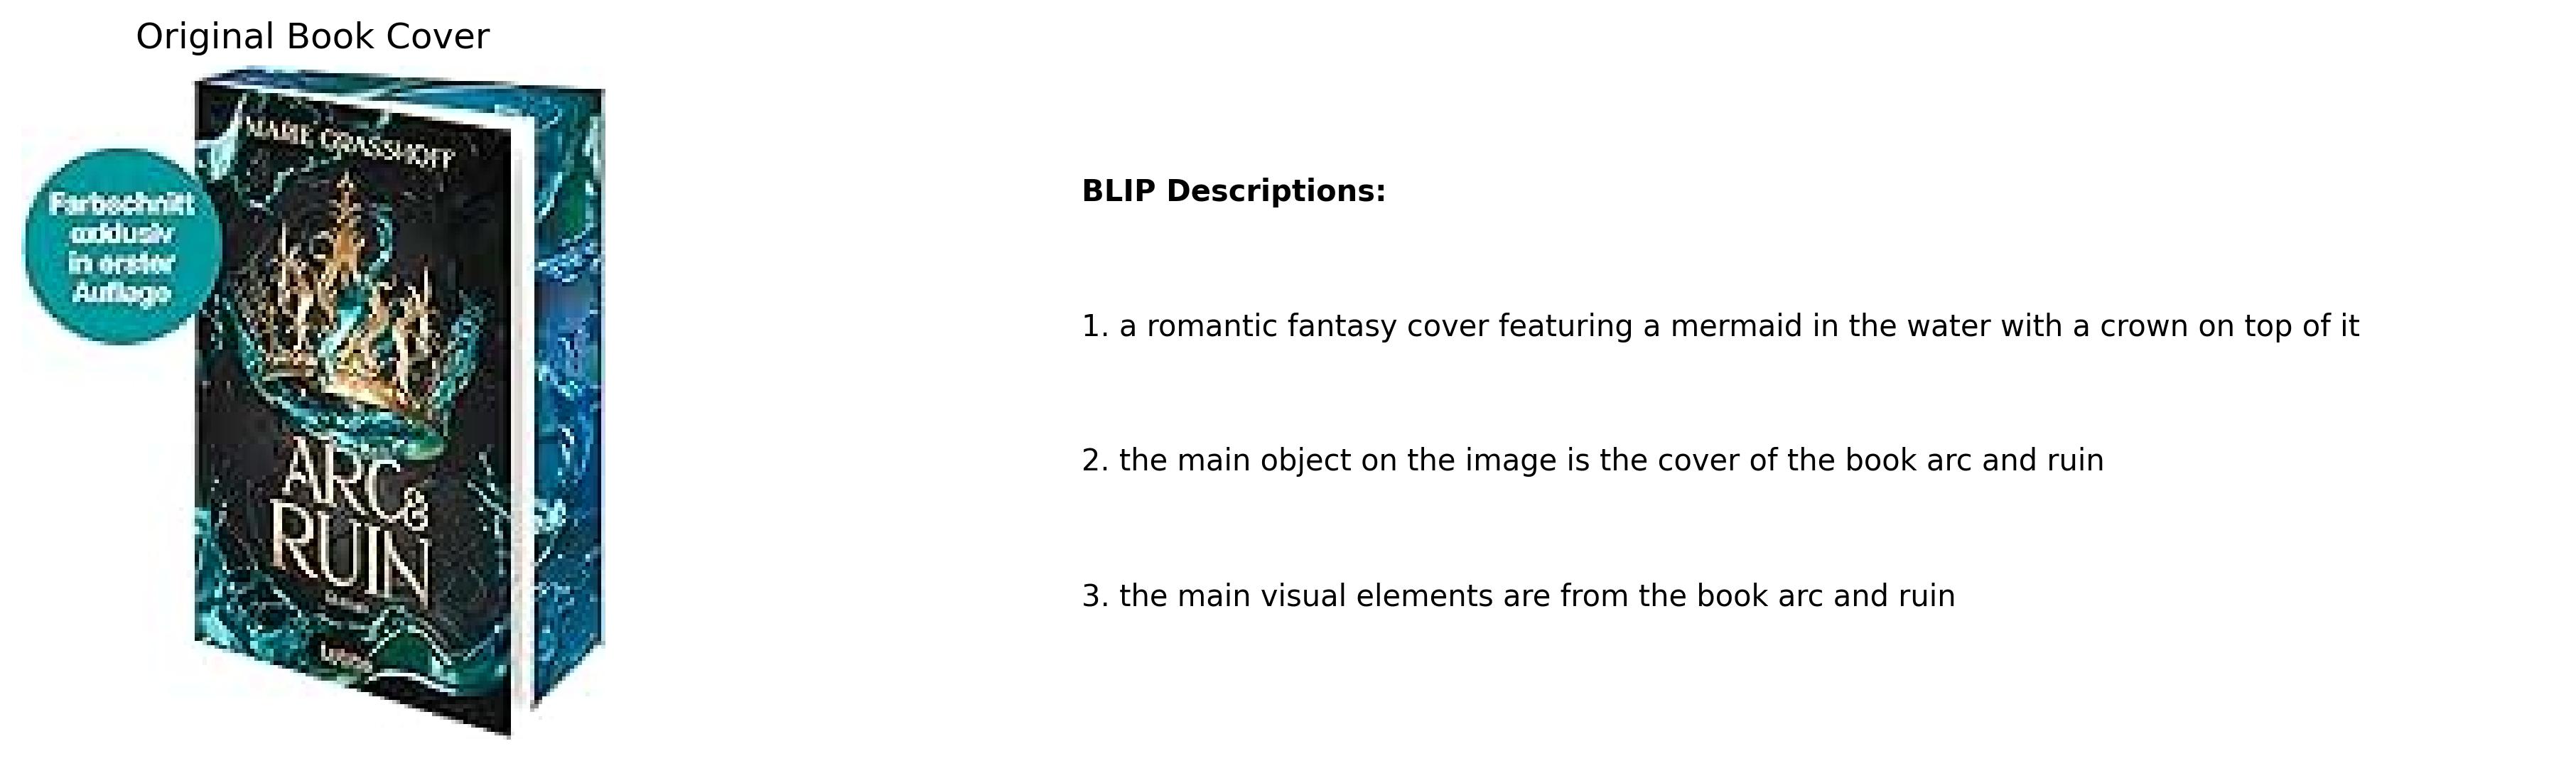 Original Book Cover
Farbschnitt
exklusiv
in erster
Auflage
MARIE GRASSHOFF
ARC &
RUIN
BLIP Descriptions:
1. a romantic fantasy cover featuring a mermaid in the water with a crown on top of it
2. the main object on the image is the cover of the book arc and ruin
3. the main visual elements are from the book arc and ruin